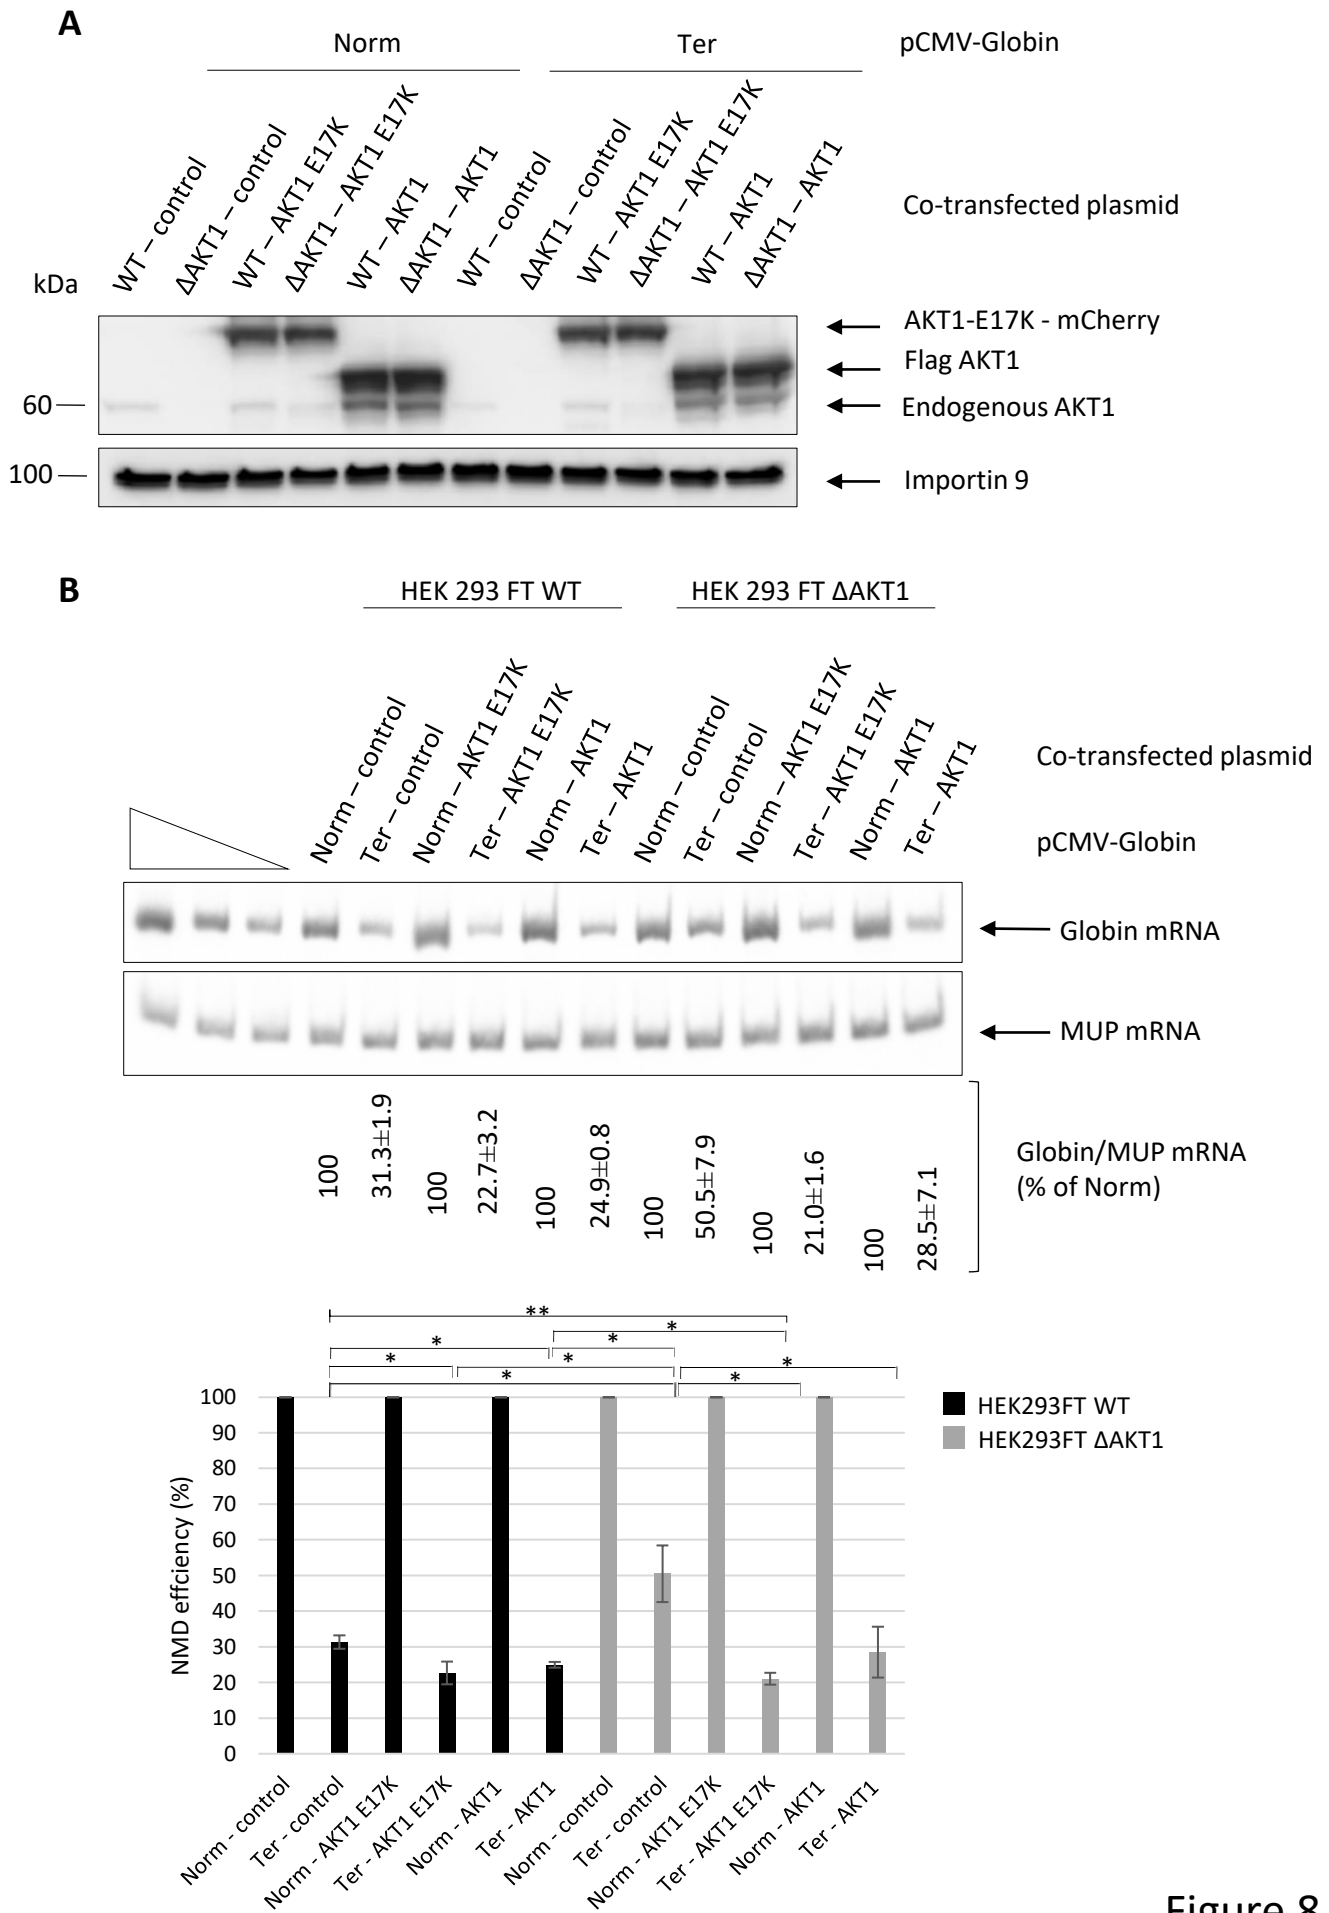 A
Norm
Ter
pCMV-Globin
WT – control
ΔAKT1 – control
WT – AKT1 E17K
ΔAKT1 – AKT1 E17K
WT – AKT1
ΔAKT1 – AKT1
WT – control
ΔAKT1 – control
WT – AKT1 E17K
ΔAKT1 – AKT1 E17K
WT – AKT1
ΔAKT1 – AKT1
Co-transfected plasmid
kDa
AKT1-E17K - mCherry
Flag AKT1
60
Endogenous AKT1
100
Importin 9
B
HEK 293 FT WT
HEK 293 FT ΔAKT1
Norm – control
Ter – control
Norm – AKT1 E17K
Ter – AKT1 E17K
Norm – AKT1
Ter – AKT1
Norm – control
Ter – control
Norm – AKT1 E17K
Ter – AKT1 E17K
Norm – AKT1
Ter – AKT1
Co-transfected plasmid
pCMV-Globin
Globin mRNA
MUP mRNA
100
31.3±1.9
100
22.7±3.2
100
24.9±0.8
100
50.5±7.9
100
21.0±1.6
100
28.5±7.1
Globin/MUP mRNA
(% of Norm)
**
*
*
*
*
*
*
*
*
NMD effciency (%)
100
90
80
70
60
50
40
30
20
10
0
HEK293FT WT
HEK293FT ΔAKT1
Norm - control
Ter - control
Norm - AKT1 E17K
Ter - AKT1 E17K
Norm - AKT1
Ter - AKT1
Norm - control
Ter - control
Norm - AKT1 E17K
Ter - AKT1 E17K
Norm - AKT1
Ter - AKT1
Figure 8